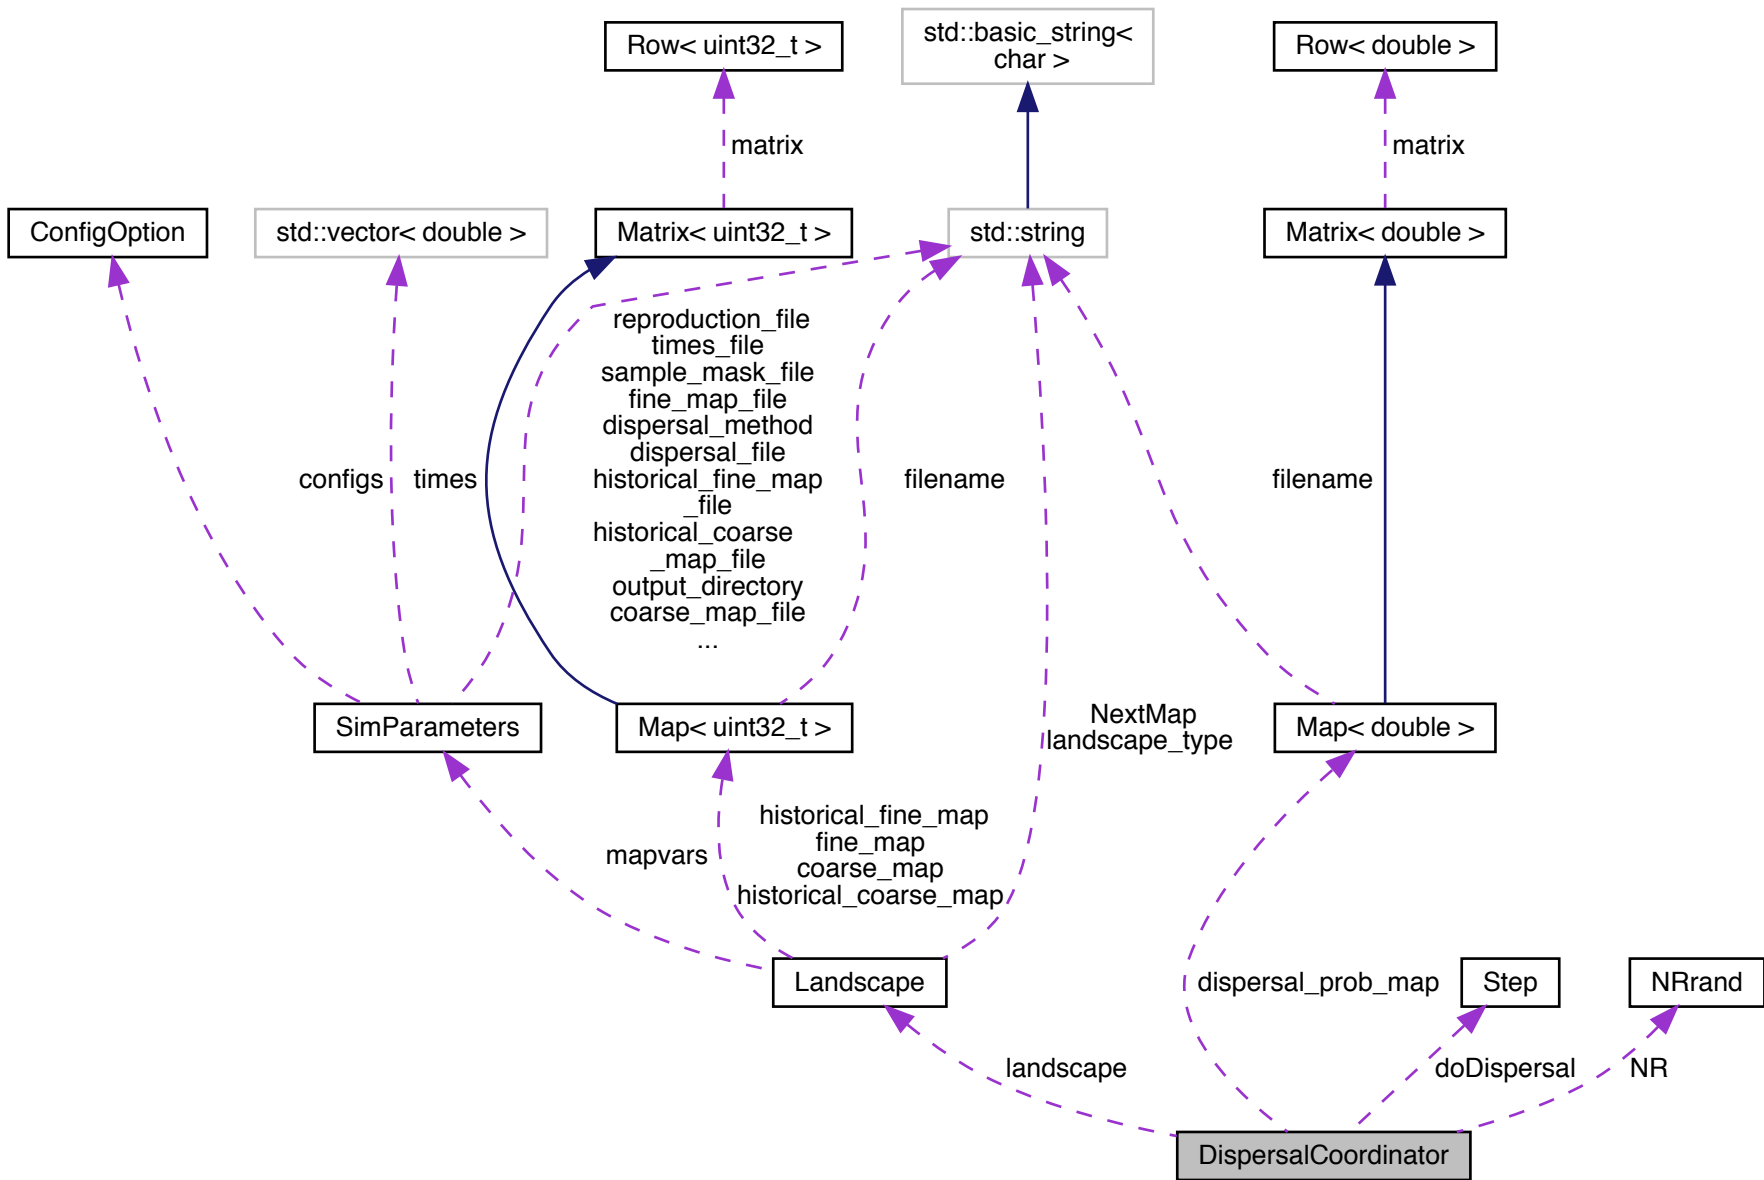 Row< uint32_t >
std::basic_string<
char >
Row< double >
matrix
matrix
ConfigOption
std::vector< double >
Matrix< uint32_t >
std::string
Matrix< double >
configs
times
reproduction_file
times_file
sample_mask_file
fine_map_file
dispersal_method
dispersal_file
historical_fine_map
_file
historical_coarse
_map_file
output_directory
coarse_map_file
...
filename
filename
SimParameters
Map< uint32_t >
NextMap
landscape_type
Map< double >
mapvars
historical_fine_map
fine_map
coarse_map
historical_coarse_map
Landscape
dispersal_prob_map
Step
NRrand
landscape
doDispersal
NR
DispersalCoordinator